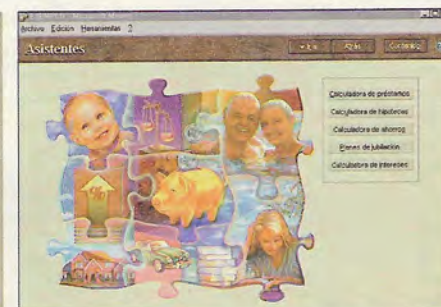 Archivo Edición Herramientas ?
Asistentes
Atrás
Calculadora de préstamos
Calculadora de hipotecas
Calculadora de ahorros
Planes de jubilación
Calculadora de intereses
%